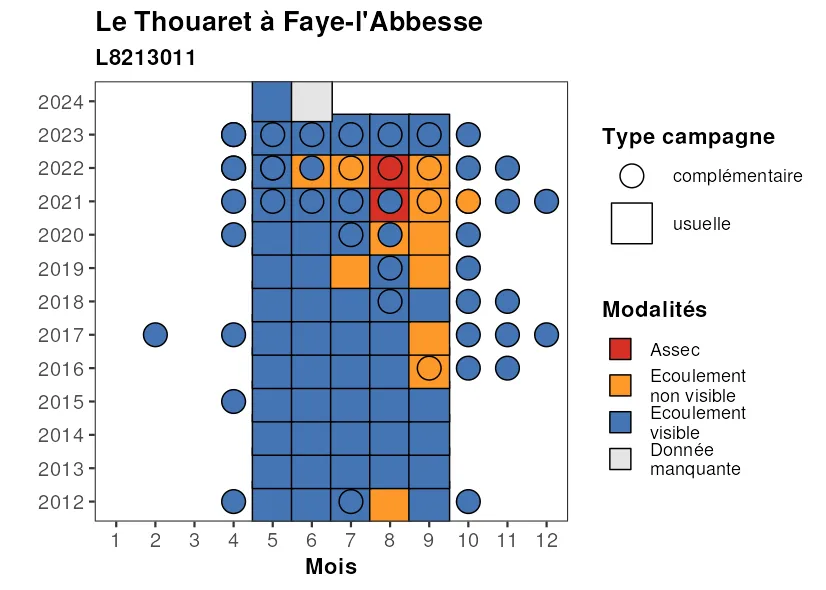 Le Thouaret à Faye-l'Abbesse
L8213011
2024
2023
2022
2021
2020
2019
2018
2017
2016
2015
2014
2013
2012
1 2 3 4 5 6 7 8 9 10 11 12
Mois
Type campagne
complémentaire
usuelle
Modalités
Assec
Ecoulement
non visible
Ecoulement
visible
Donnée
manquante